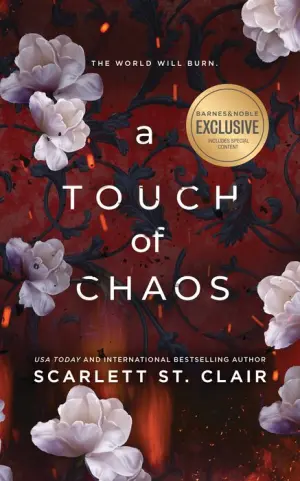 THE WORLD WILL BURN.
BARNES&NOBLE
EXCLUSIVE
INCLUDES SPECIAL
CONTENT
a
TOUCH
of
CHAOS
USA TODAY AND INTERNATIONAL BESTSELLING AUTHOR
SCARLETT ST. CLAIR